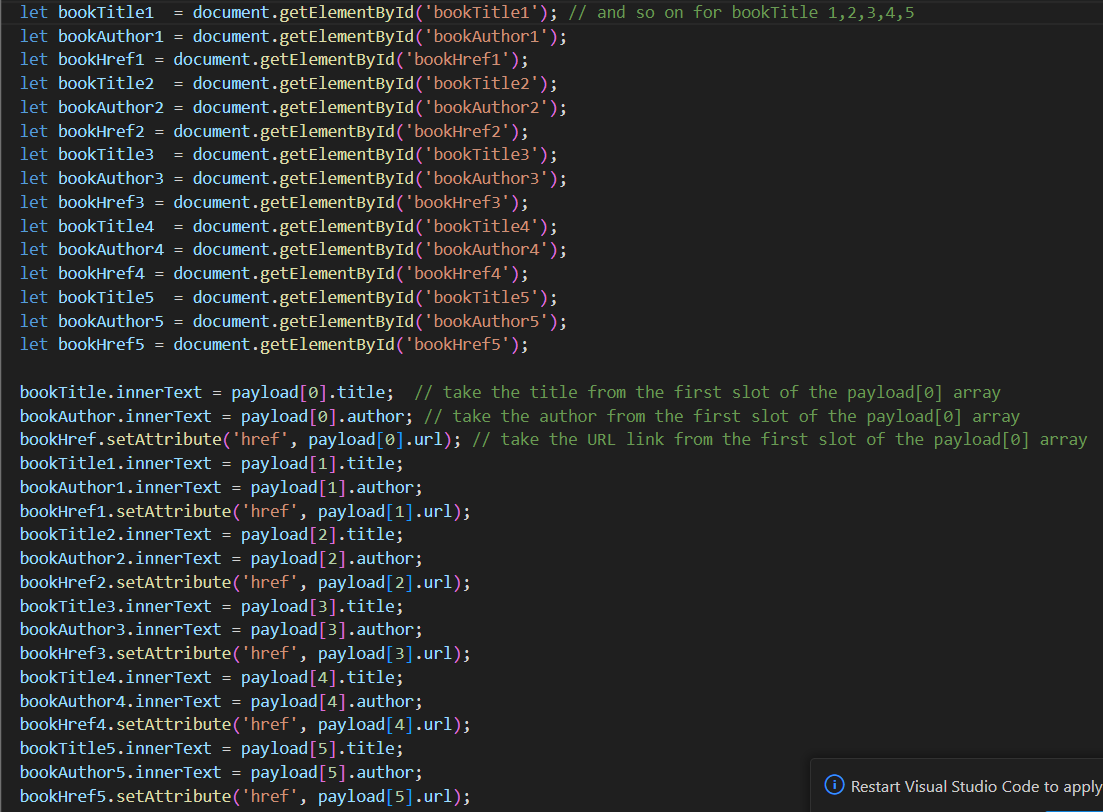 let bookTitle1  = document.getElementById('bookTitle1'); // and so on for bookTitle 1,2,3,4,5
let bookAuthor1 = document.getElementById('bookAuthor1');
let bookHref1 = document.getElementById('bookHref1');
let bookTitle2  = document.getElementById('bookTitle2');
let bookAuthor2 = document.getElementById('bookAuthor2');
let bookHref2 = document.getElementById('bookHref2');
let bookTitle3  = document.getElementById('bookTitle3');
let bookAuthor3 = document.getElementById('bookAuthor3');
let bookHref3 = document.getElementById('bookHref3');
let bookTitle4  = document.getElementById('bookTitle4');
let bookAuthor4 = document.getElementById('bookAuthor4');
let bookHref4 = document.getElementById('bookHref4');
let bookTitle5  = document.getElementById('bookTitle5');
let bookAuthor5 = document.getElementById('bookAuthor5');
let bookHref5 = document.getElementById('bookHref5');
bookTitle.innerText = payload[0].title;  // take the title from the first slot of the payload[0] array
bookAuthor.innerText = payload[0].author; // take the author from the first slot of the payload[0] array
bookHref.setAttribute('href', payload[0].url); // take the URL link from the first slot of the payload[0] array
bookTitle1.innerText = payload[1].title;
bookAuthor1.innerText = payload[1].author;
bookHref1.setAttribute('href', payload[1].url);
bookTitle2.innerText = payload[2].title;
bookAuthor2.innerText = payload[2].author;
bookHref2.setAttribute('href', payload[2].url);
bookTitle3.innerText = payload[3].title;
bookAuthor3.innerText = payload[3].author;
bookHref3.setAttribute('href', payload[3].url);
bookTitle4.innerText = payload[4].title;
bookAuthor4.innerText = payload[4].author;
bookHref4.setAttribute('href', payload[4].url);
bookTitle5.innerText = payload[5].title;
bookAuthor5.innerText = payload[5].author;
bookHref5.setAttribute('href', payload[5].url);
Restart Visual Studio Code to apply